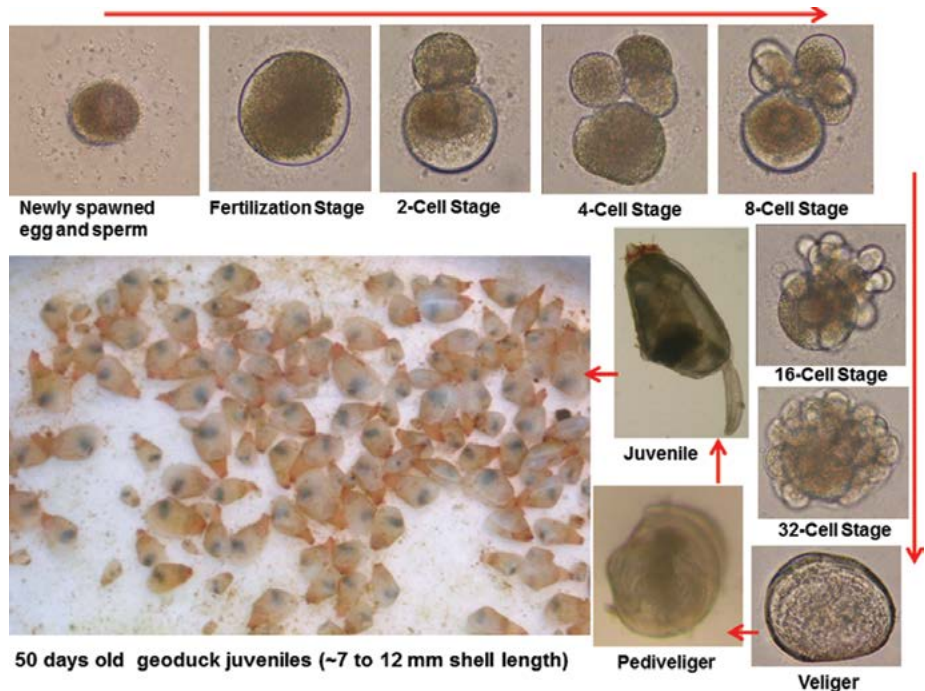 Newly spawned
egg and sperm
Fertilization Stage
2-Cell Stage
4-Cell Stage
8-Cell Stage
16-Cell Stage
32-Cell Stage
Veliger
Pediveliger
Juvenile
50 days old geoduck juveniles (~7 to 12 mm shell length)